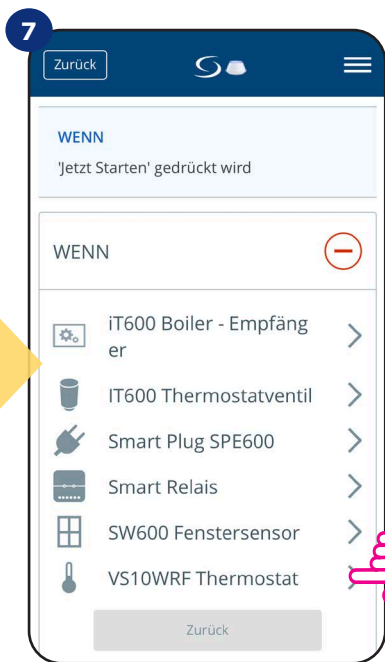 7
Zurück
WENN
'Jetzt Starten' gedrückt wird
WENN
iT600 Boiler - Empfäng
er
IT600 Thermostatventil
Smart Plug SPE600
Smart Relais
SW600 Fenstersensor
VS10WRF Thermostat
Zurück